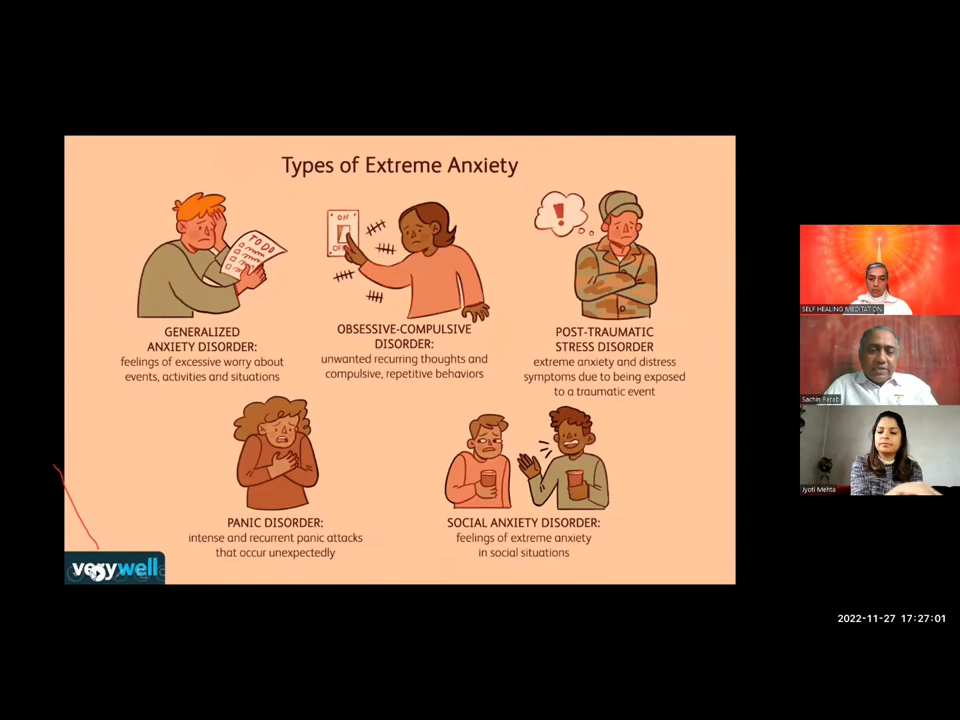 Types of Extreme Anxiety
TO DO
ON
GENERALIZED
ANXIETY DISORDER:
feelings of excessive worry about
events, activities and situations
OBSESSIVE-COMPULSIVE
DISORDER:
unwanted recurring thoughts and
compulsive, repetitive behaviors
POST-TRAUMATIC
STRESS DISORDER
extreme anxiety and distress
symptoms due to being exposed
to a traumatic event
PANIC DISORDER:
intense and recurrent panic attacks
that occur unexpectedly
SOCIAL ANXIETY DISORDER:
feelings of extreme anxiety
in social situations
verywell
SELF HEALING MEDITATION
Sachin Parab
Jyoti Mehta
2022-11-27 17:27:01